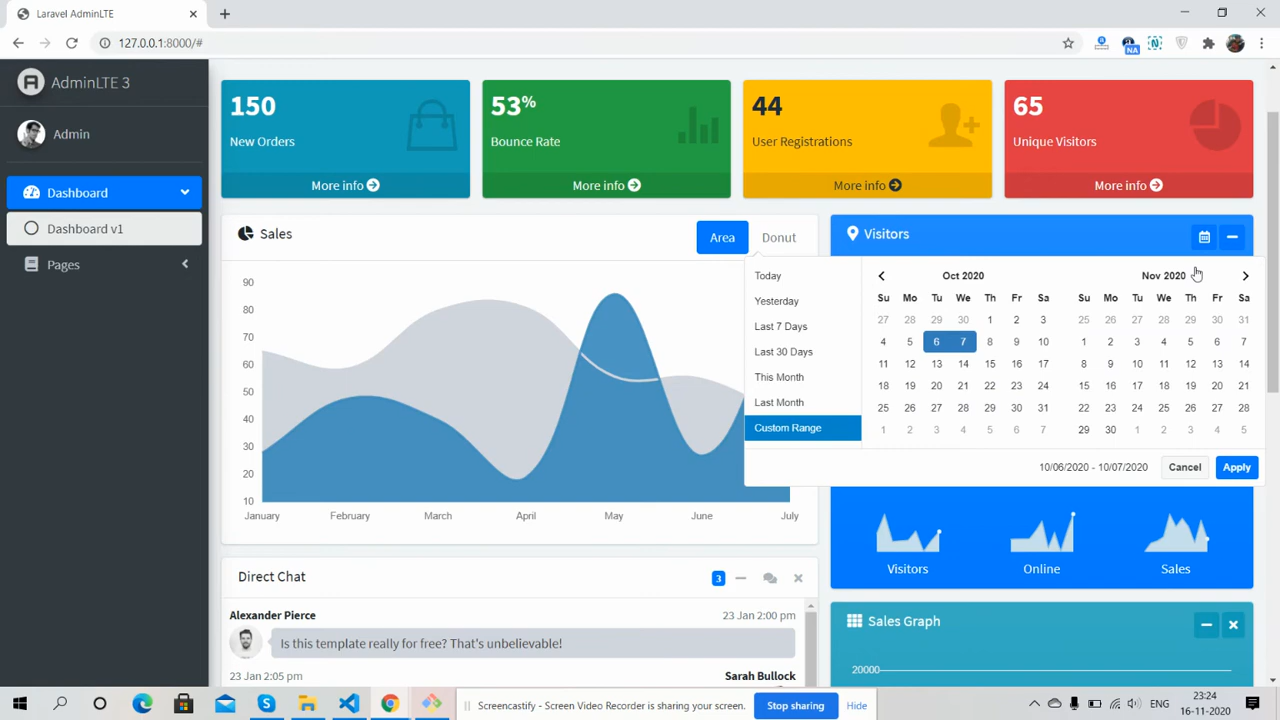 Laravel AdminLTE
127.0.0.1:8000/#
NA
AdminLTE 3
Admin
Dashboard
Dashboard v1
Pages
150
New Orders
More info
53%
Bounce Rate
More info
44
User Registrations
More info
65
Unique Visitors
More info
Sales
Area Donut
90
80
70
60
50
40
30
20
10
January February March April May June July
Visitors
Today
Yesterday
Last 7 Days
Last 30 Days
This Month
Last Month
Custom Range
Oct 2020
Su Mo Tu We Th Fr Sa
27 28 29 30 1 2 3
4 5 6 7 8 9 10
11 12 13 14 15 16 17
18 19 20 21 22 23 24
25 26 27 28 29 30 31
1 2 3 4 5 6 7
Nov 2020
Su Mo Tu We Th Fr Sa
25 26 27 28 29 30 31
1 2 3 4 5 6 7
8 9 10 11 12 13 14
15 16 17 18 19 20 21
22 23 24 25 26 27 28
29 30 1 2 3 4 5
10/06/2020 - 10/07/2020 Cancel Apply
Visitors Online Sales
Direct Chat 3
Alexander Pierce 23 Jan 2:00 pm
Is this template really for free? That's unbelievable!
23 Jan 2:05 pm Sarah Bullock
Sales Graph
20000
Screencastify - Screen Video Recorder is sharing your screen. Stop sharing Hide
ENG
23:24
16-11-2020